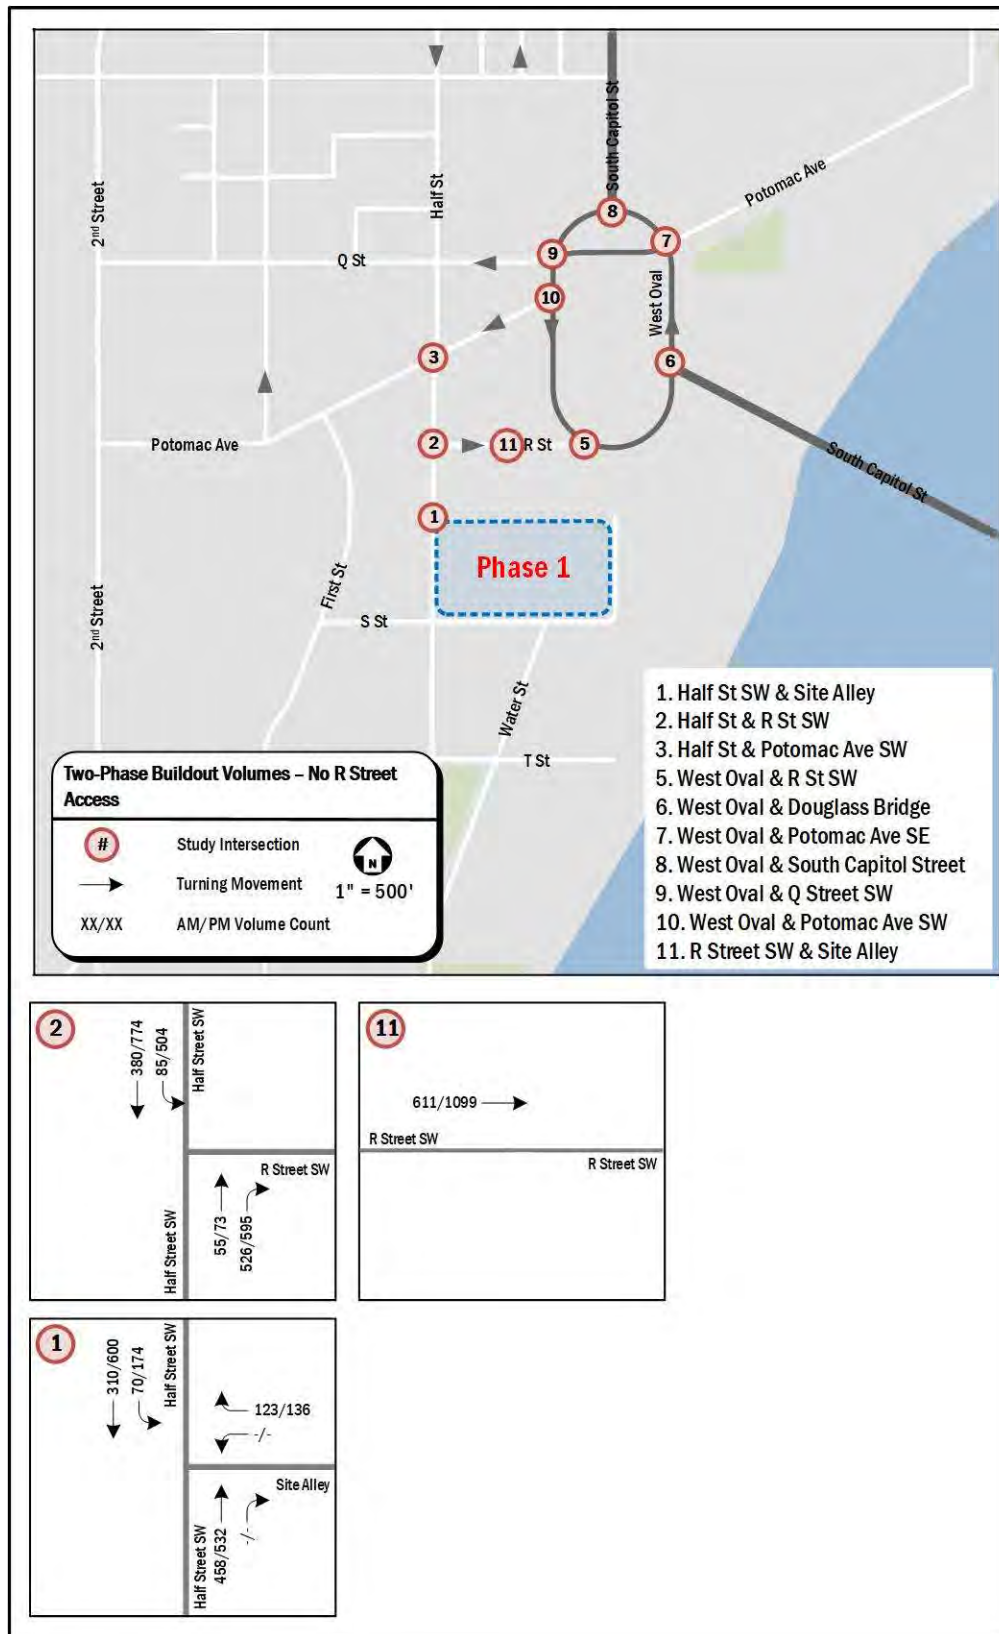 South Capitol St
8
Potomac Ave
2nd Street
Half St
7
9
Q St
West Oval
10
3
6
Potomac Ave
2
11
R St
5
South Capitol St
1
Phase 1
First St
2nd Street
S St
Water St
T St
1. Half St SW & Site Alley
2. Half St & R St SW
3. Half St & Potomac Ave SW
5. West Oval & R St SW
6. West Oval & Douglass Bridge
7. West Oval & Potomac Ave SE
8. West Oval & South Capitol Street
9. West Oval & Q Street SW
10. West Oval & Potomac Ave SW
11. R Street SW & Site Alley
Two-Phase Buildout Volumes – No R Street
Access
#
Study Intersection
N
Turning Movement
1" = 500'
XX/XX
AM/PM Volume Count
2
380/774
85/504
Half Street SW
R Street SW
Half Street SW
55/73
526/595
11
611/1099
R Street SW
R Street SW
1
310/600
70/174
Half Street SW
123/136
-/-
Site Alley
Half Street SW
458/532
-/-